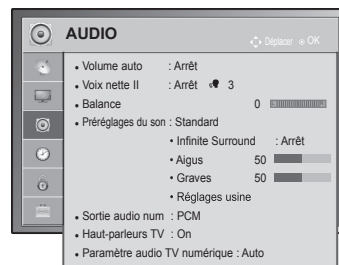 AUDIO
Déplacer OK
• Volume auto : Arrêt
• Voix nette II : Arrêt 3
• Balance 0
• Préréglages du son : Standard
• Infinite Surround : Arrêt
• Aigus 50
• Graves 50
• Réglages usine
• Sortie audio num : PCM
• Haut-parleurs TV : On
• Paramètre audio TV numérique : Auto